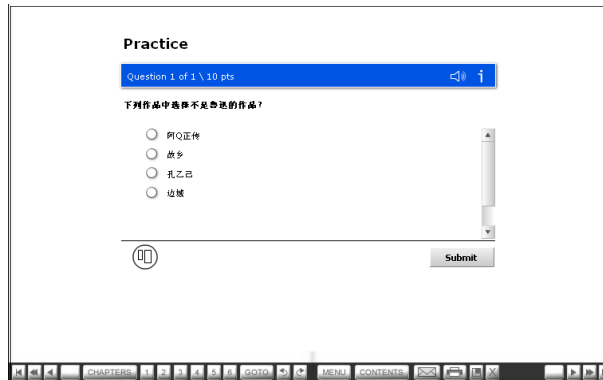 Practice
Question 1 of 1 \ 10 pts
下列作品中选择不是鲁迅的作品?
阿Q正传
故乡
孔乙己
边城
Submit
CHAPTERS 1 2 3 4 5 6 GOTO MENU CONTENTS X